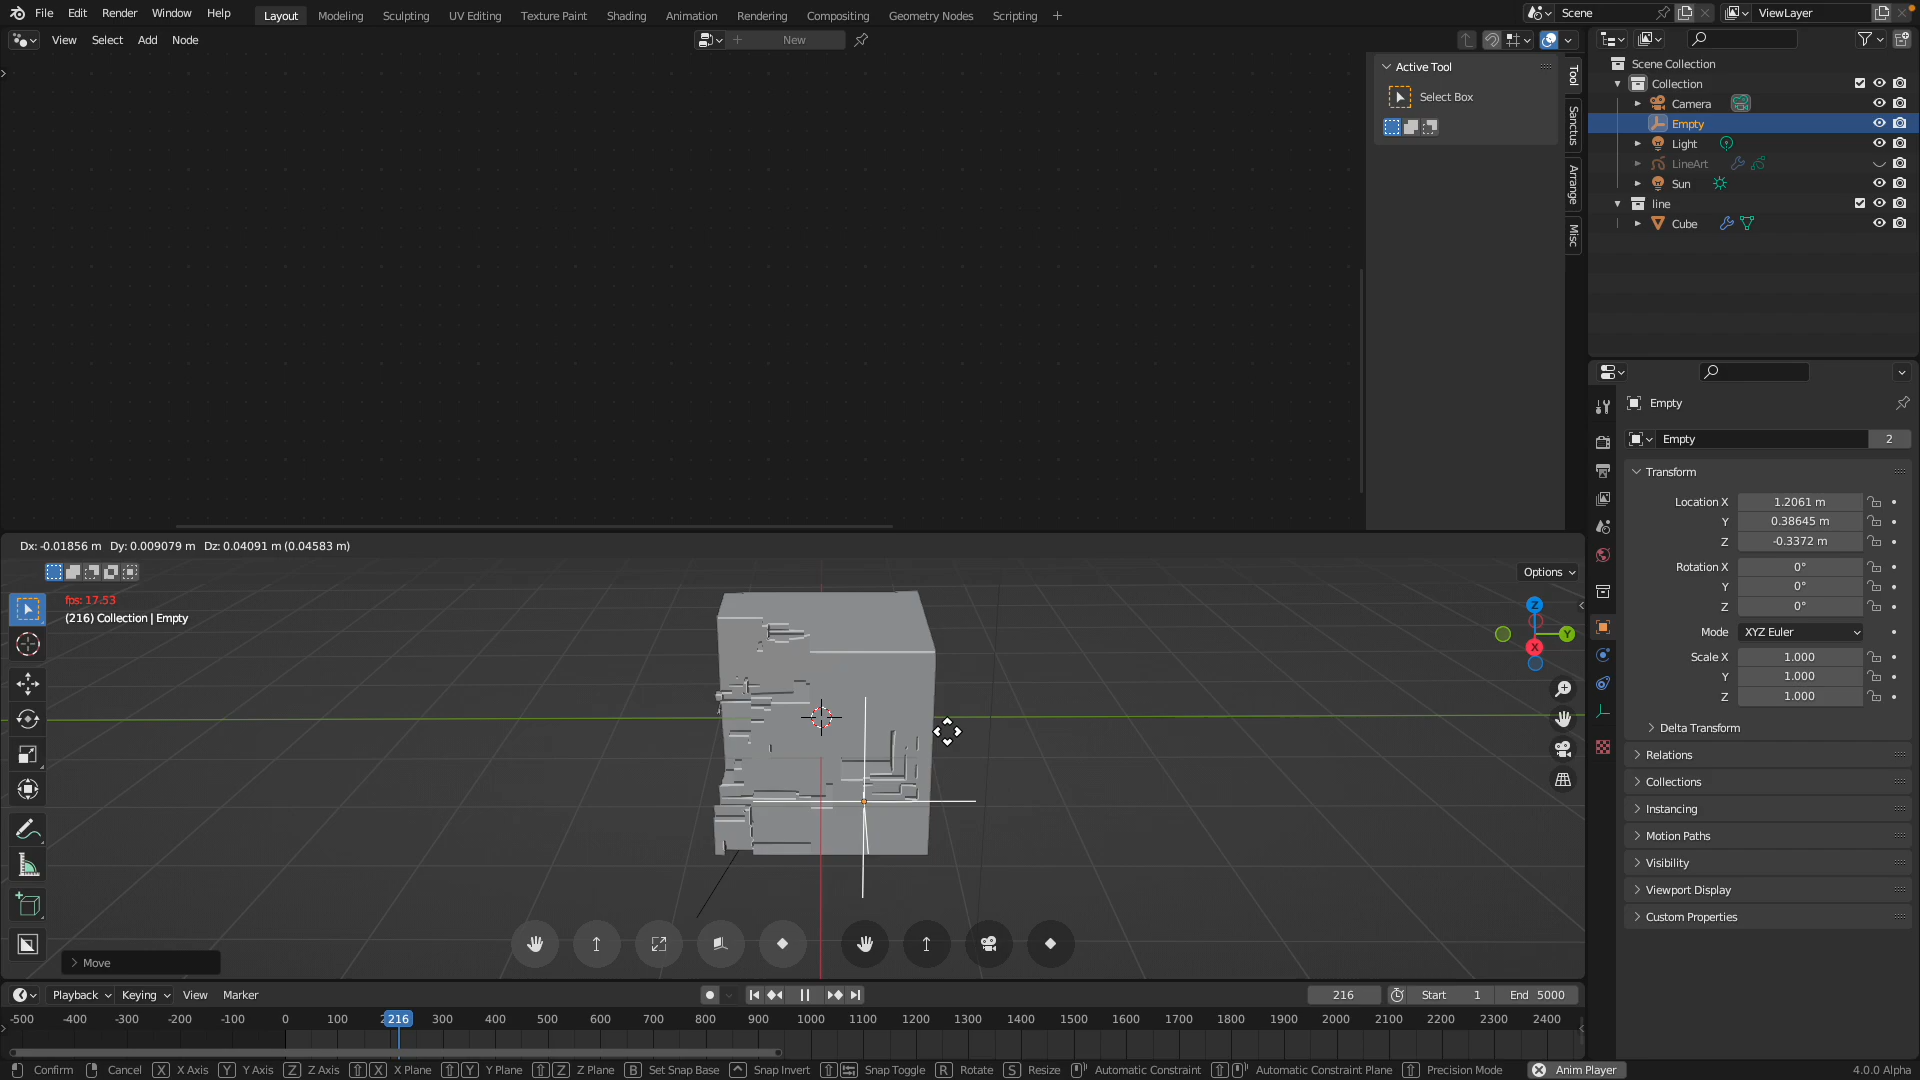 File Edit Render Window Help
Layout Modeling Sculpting UV Editing Texture Paint Shading Animation Rendering Compositing Geometry Nodes Scripting +
Scene
ViewLayer
View Select Add Node
New
Active Tool
Select Box
Tool
Sanctus
Arrange
Misc
Scene Collection
Collection
Camera
Empty
Light
LineArt
Sun
line
Cube
Dx: -0.01856 m Dy: 0.009079 m Dz: 0.04091 m (0.04583 m)
Options
fps: 17.53
(216) Collection | Empty
Z
Y
X
Move
Empty
Empty 2
Transform
Location X 1.2061 m
Y 0.38645 m
Z -0.3372 m
Rotation X 0°
Y 0°
Z 0°
Mode XYZ Euler
Scale X 1.000
Y 1.000
Z 1.000
Delta Transform
Relations
Collections
Instancing
Motion Paths
Visibility
Viewport Display
Custom Properties
Playback Keying View Marker
216 Start 1 End 5000
-500 -400 -300 -200 -100 0 100 216 300 400 500 600 700 800 900 1000 1100 1200 1300 1400 1500 1600 1700 1800 1900 2000 2100 2200 2300 2400
Confirm Cancel X X Axis Y Y Axis Z Z Axis X X Plane Y Y Plane Z Z Plane B Set Snap Base Snap Invert Snap Toggle R Rotate S Resize Automatic Constraint Automatic Constraint Plane Precision Mode Anim Player 4.0.0 Alpha